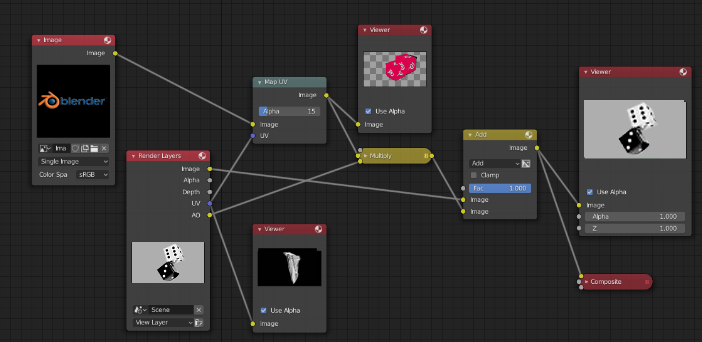 Image
Image
blender
Ima
Single Image
Color Spa
sRGB
Render Layers
Image
Alpha
Depth
UV
AO
Scene
View Layer
Map UV
Image
Alpha
15
Image
UV
Viewer
Use Alpha
Image
Multiply
Viewer
Use Alpha
Image
Add
Image
Add
Clamp
Fac
1.000
Image
Image
Viewer
Use Alpha
Image
Alpha
1.000
Z
1.000
Composite